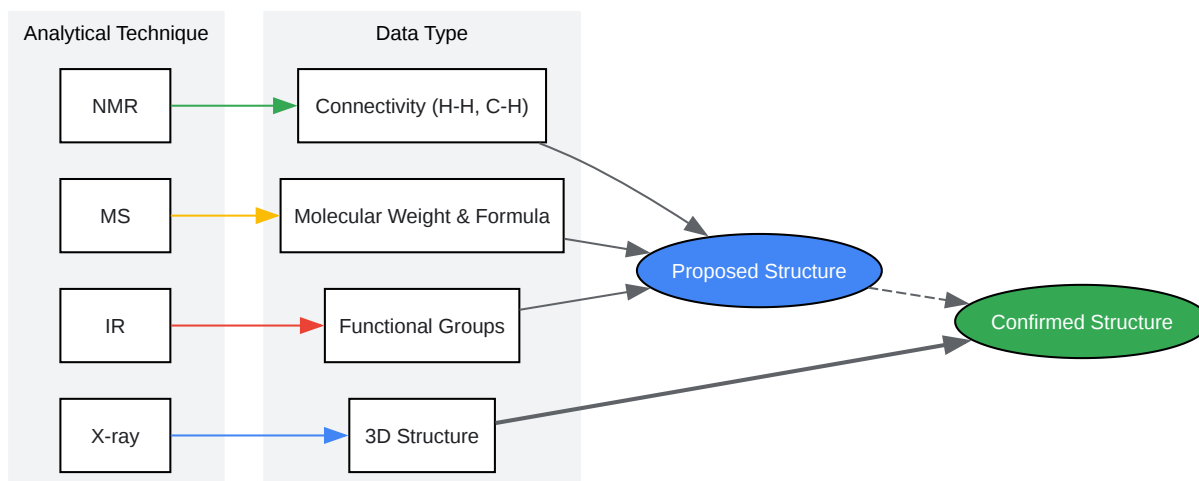 Analytical Technique
Data Type
NMR
Connectivity (H-H, C-H)
MS
Molecular Weight & Formula
Proposed Structure
IR
Functional Groups
Confirmed Structure
X-ray
3D Structure